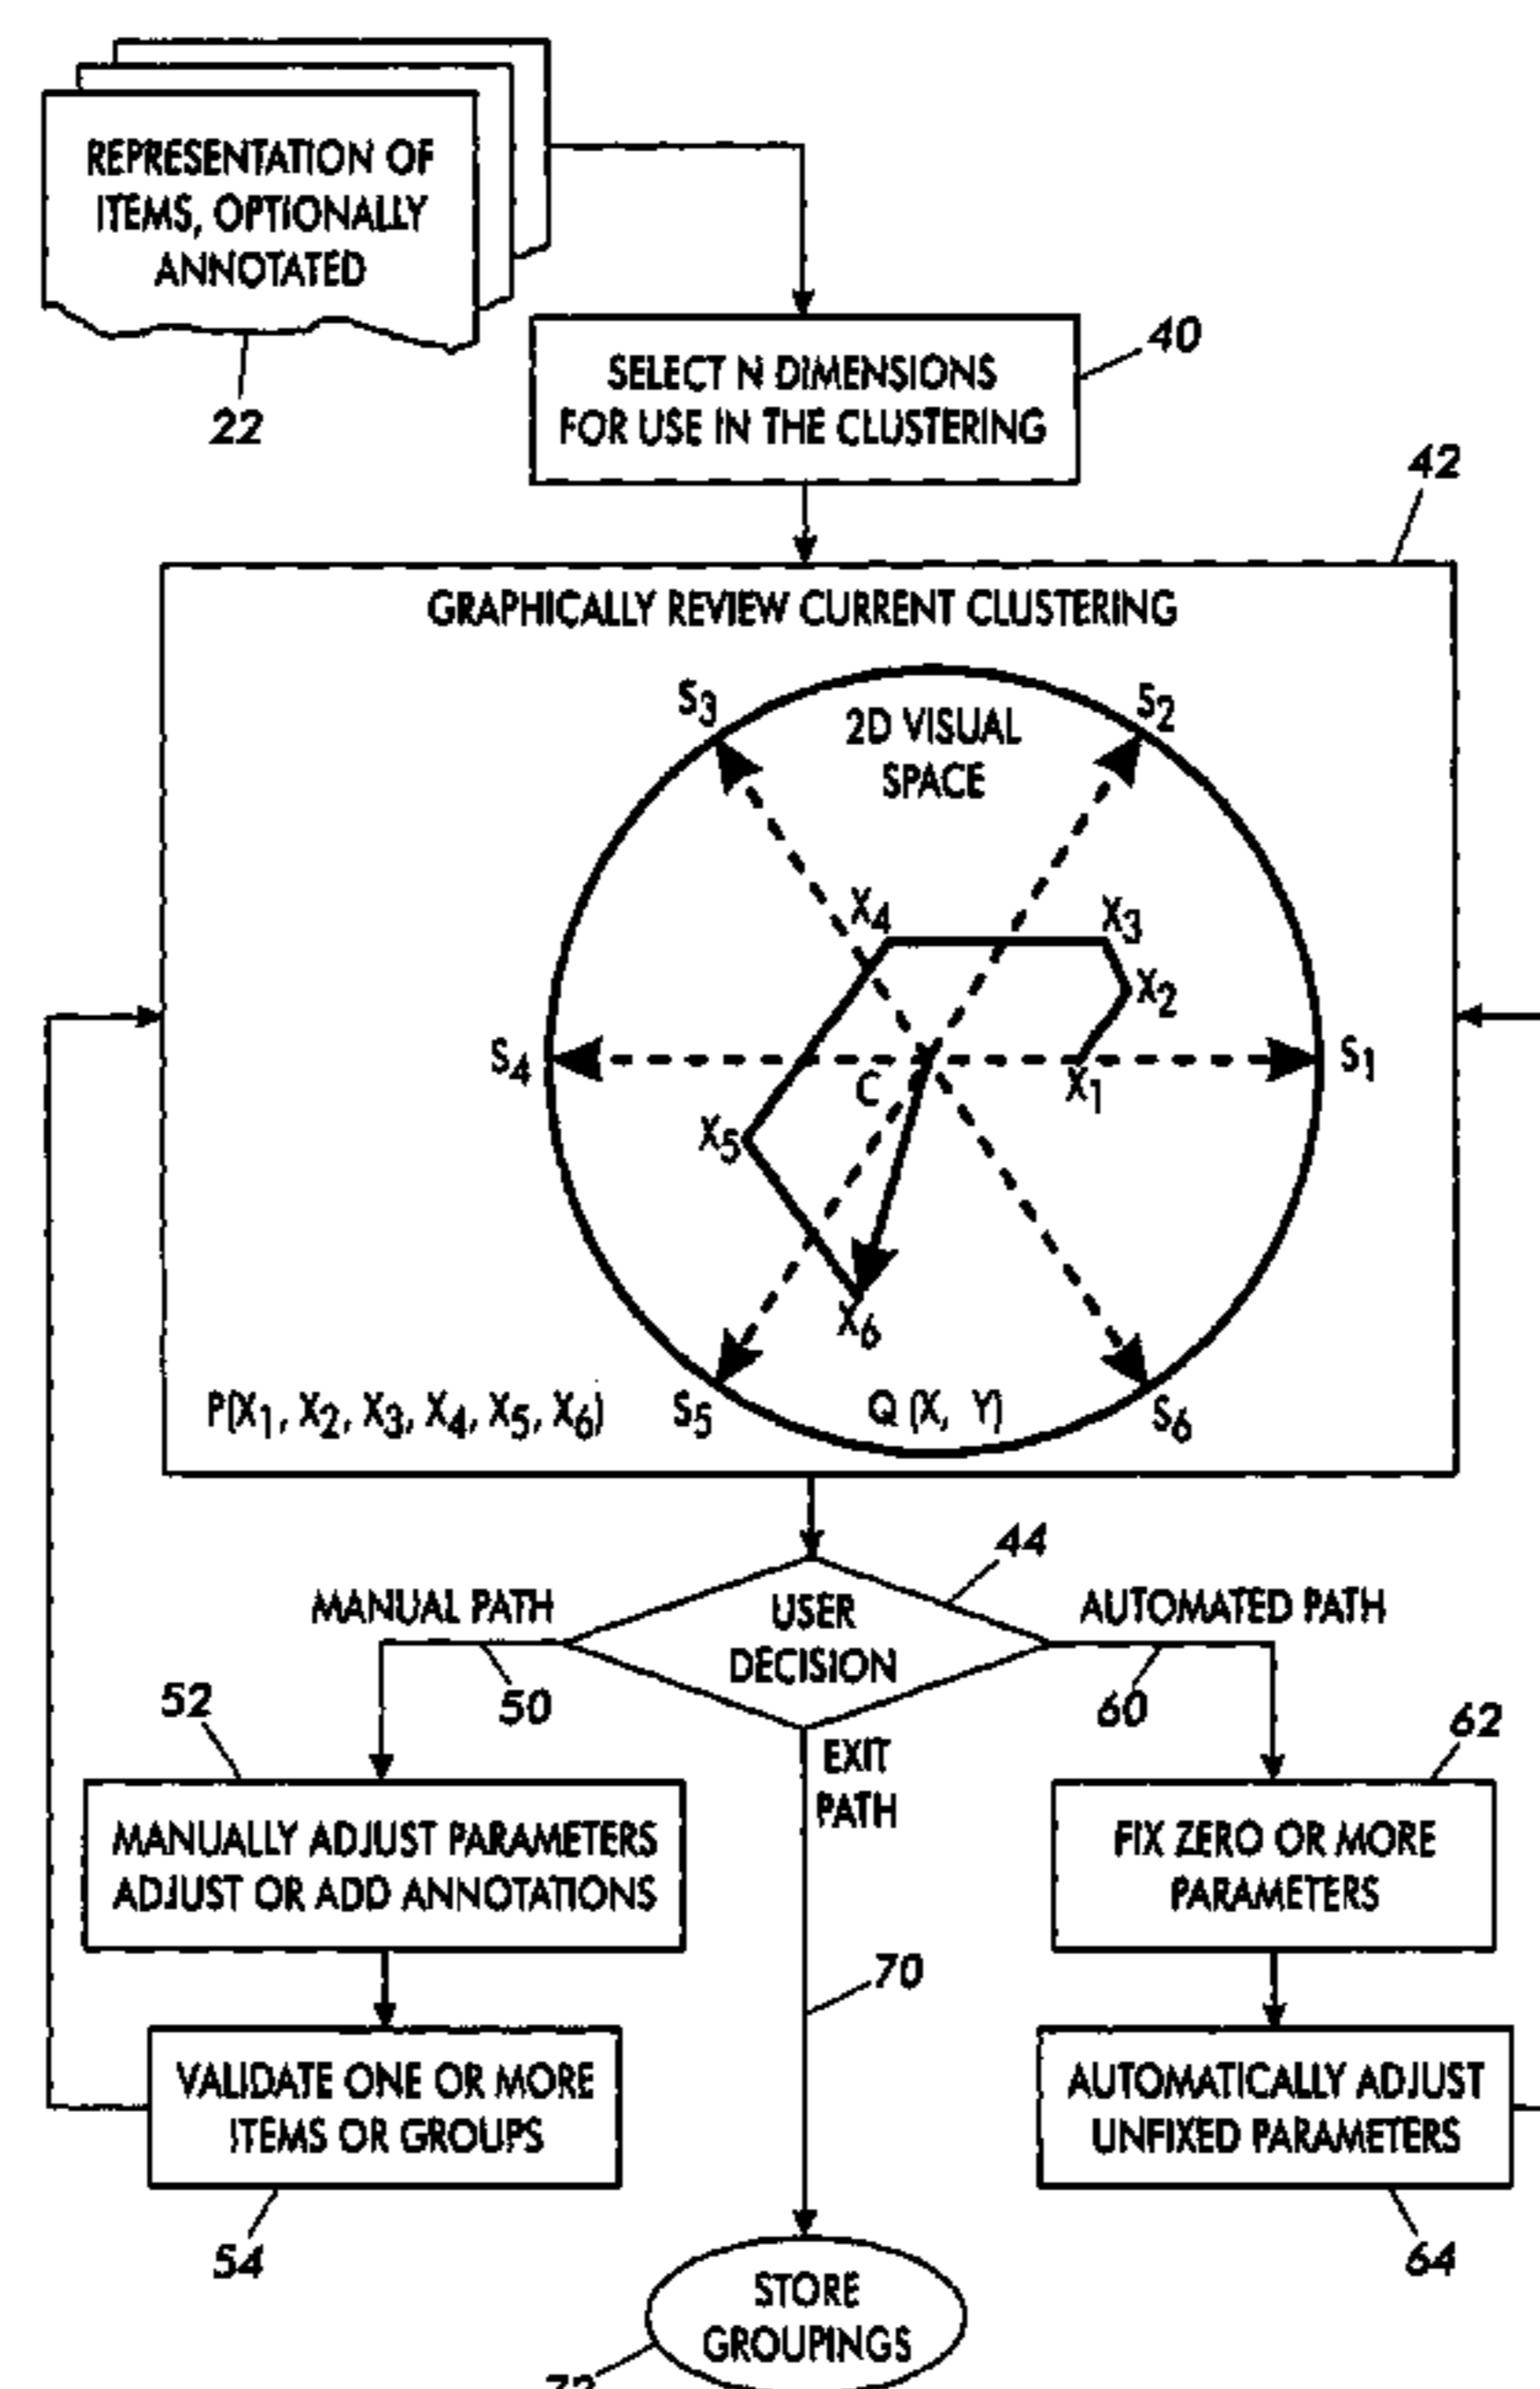 REPRESENTATION OF
ITEMS, OPTIONALLY
ANNOTATED
22
SELECT N DIMENSIONS
FOR USE IN THE CLUSTERING
40
42
GRAPHICALLY REVIEW CURRENT CLUSTERING
S3
S2
2D VISUAL
SPACE
X4
X3
X2
S4
C
X1
S1
X5
X6
P(X1, X2, X3, X4, X5, X6)
S5
Q (X, Y)
S6
44
MANUAL PATH
USER
DECISION
AUTOMATED PATH
50
60
52
62
EXIT
PATH
MANUALLY ADJUST PARAMETERS
ADJUST OR ADD ANNOTATIONS
FIX ZERO OR MORE
PARAMETERS
70
VALIDATE ONE OR MORE
ITEMS OR GROUPS
AUTOMATICALLY ADJUST
UNFIXED PARAMETERS
54
64
STORE
GROUPINGS